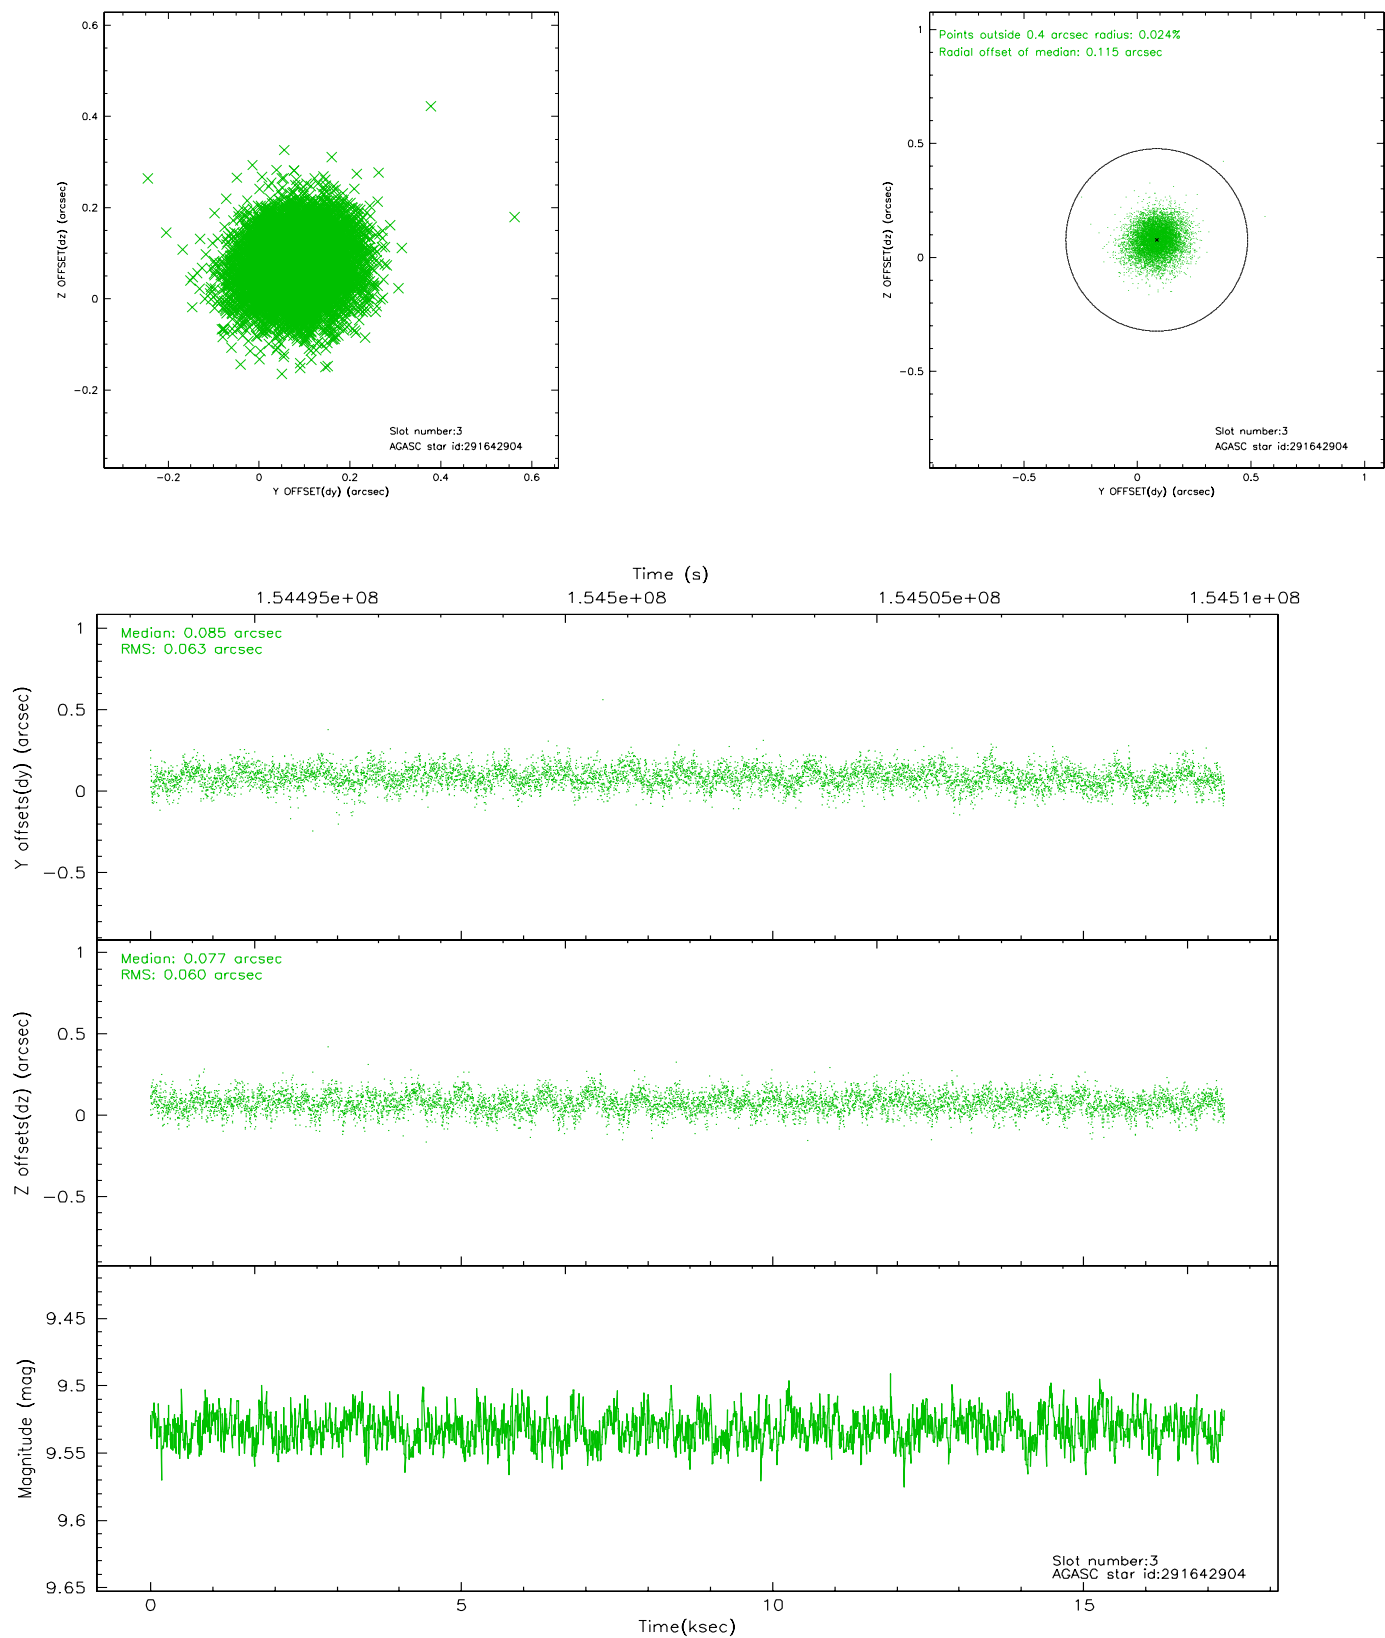 0.6
0.4
0.2
0
−0.2
Z OFFSET(dz) (arcsec)
Slot number:3
AGASC star id:291642904
−0.2 0 0.2 0.4 0.6
Y OFFSET(dy) (arcsec)
Points outside 0.4 arcsec radius: 0.024%
Radial offset of median: 0.115 arcsec
1
0.5
0
−0.5
Z OFFSET(dz) (arcsec)
Slot number:3
AGASC star id:291642904
−0.5 0 0.5 1
Y OFFSET(dy) (arcsec)
Time (s)
1.54495e+08 1.545e+08 1.54505e+08 1.5451e+08
Median: 0.085 arcsec
RMS: 0.063 arcsec
1
0.5
0
−0.5
Y offsets(dy) (arcsec)
Median: 0.077 arcsec
RMS: 0.060 arcsec
1
0.5
0
−0.5
Z offsets(dz) (arcsec)
9.45
9.5
9.55
9.6
9.65
Magnitude (mag)
Slot number:3
AGASC star id:291642904
0 5 10 15
Time(ksec)